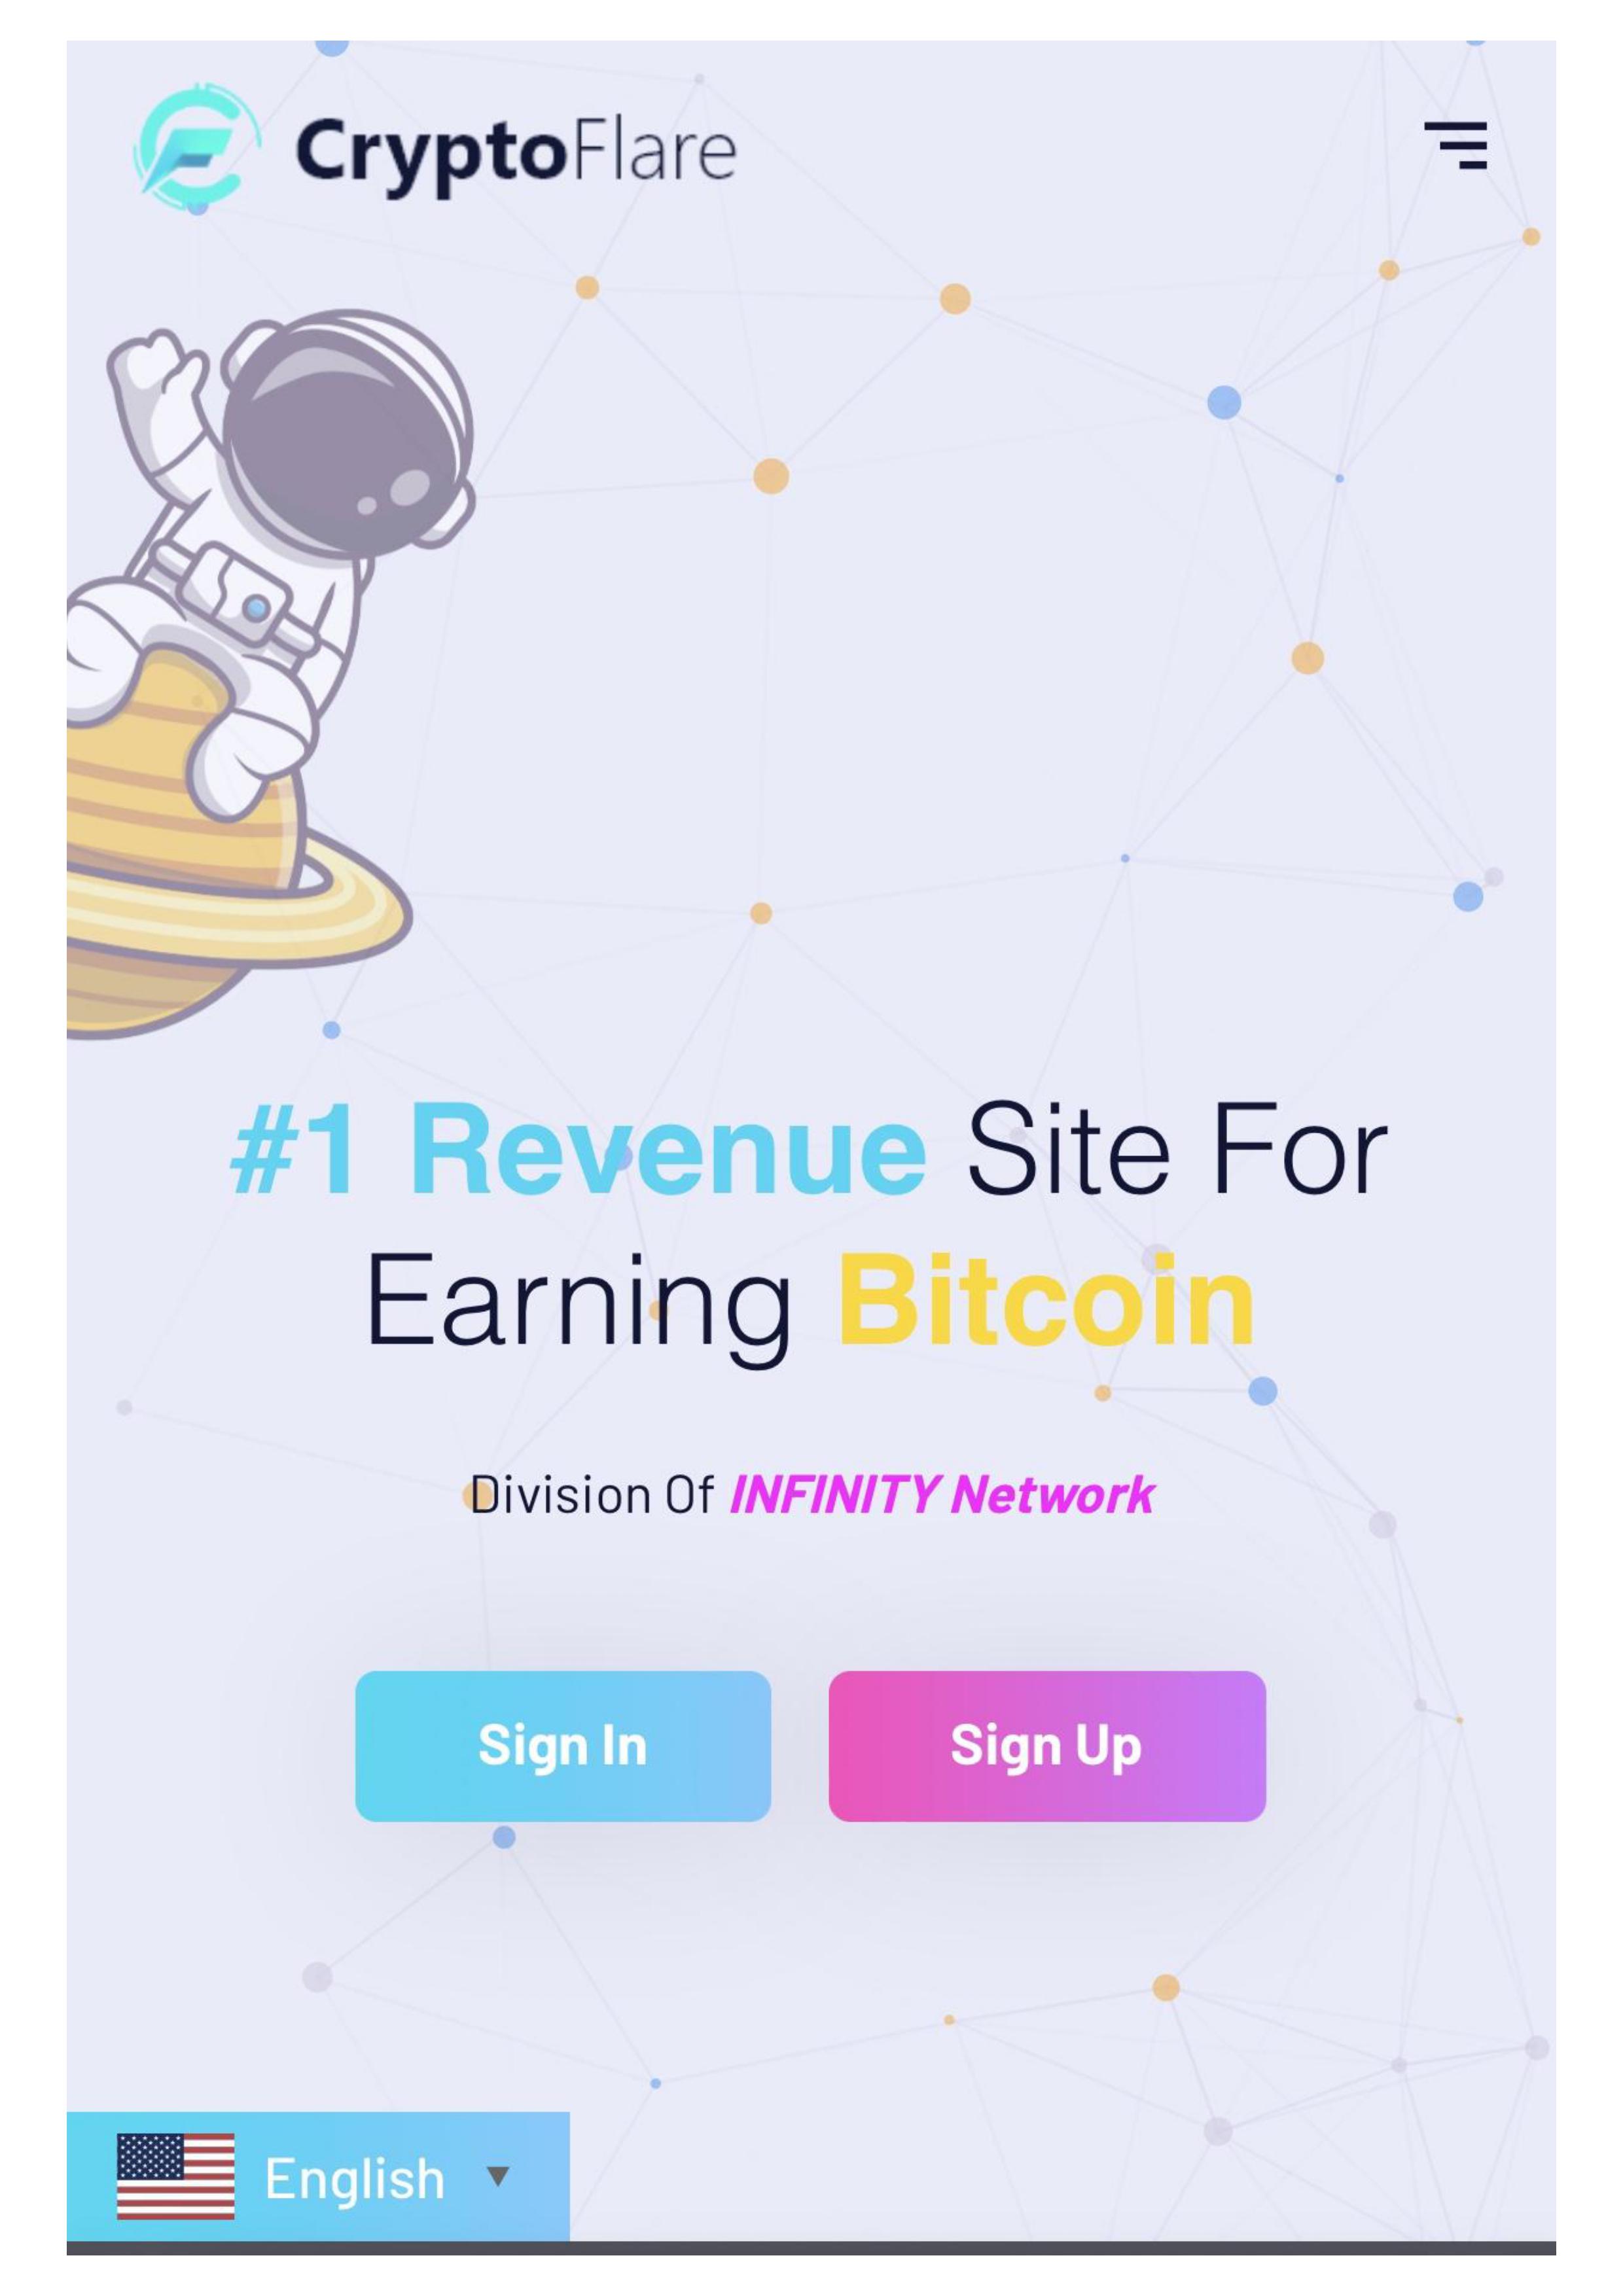 CryptoFlare
#1 Revenue Site For
Earning Bitcoin
Division Of INFINITY Network
Sign In
Sign Up
English